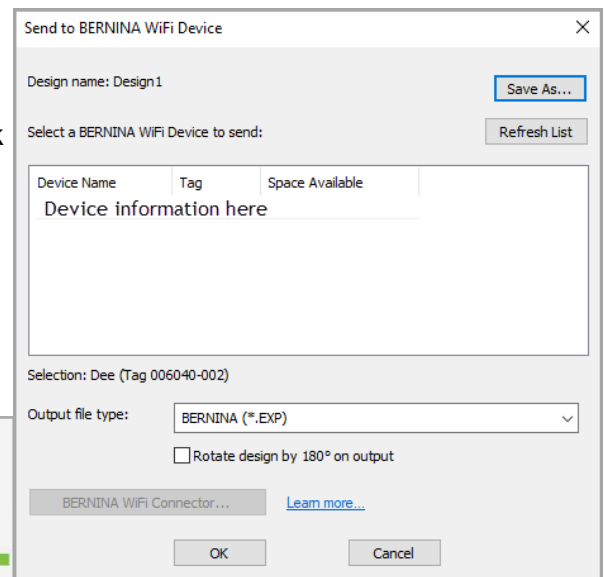 Send to BERNINA WiFi Device
Design name: Design1
Save As...
k
Select a BERNINA WiFi Device to send:
Refresh List
Device Name Tag Space Available
Device information here
Selection: Dee (Tag 006040-002)
Output file type: BERNINA (*.EXP)
Rotate design by 180° on output
BERNINA WiFi Connector... Learn more...
OK Cancel